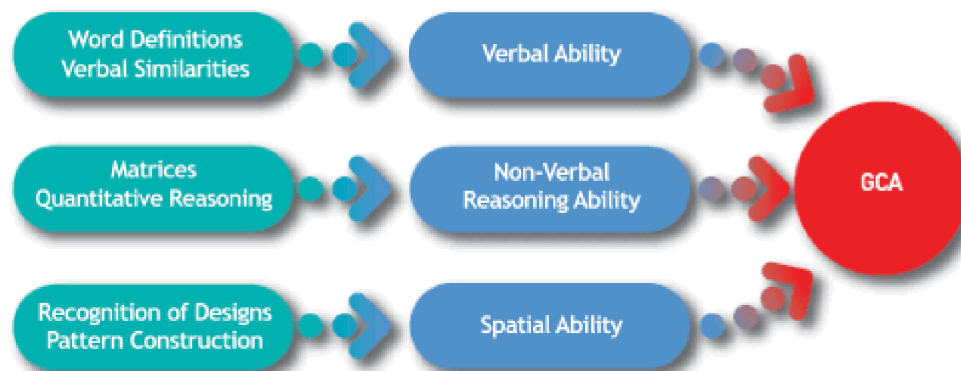 Word Definitions
Verbal Similarities
Verbal Ability
Matrices
Quantitative Reasoning
Non-Verbal
Reasoning Ability
GCA
Recognition of Designs
Pattern Construction
Spatial Ability